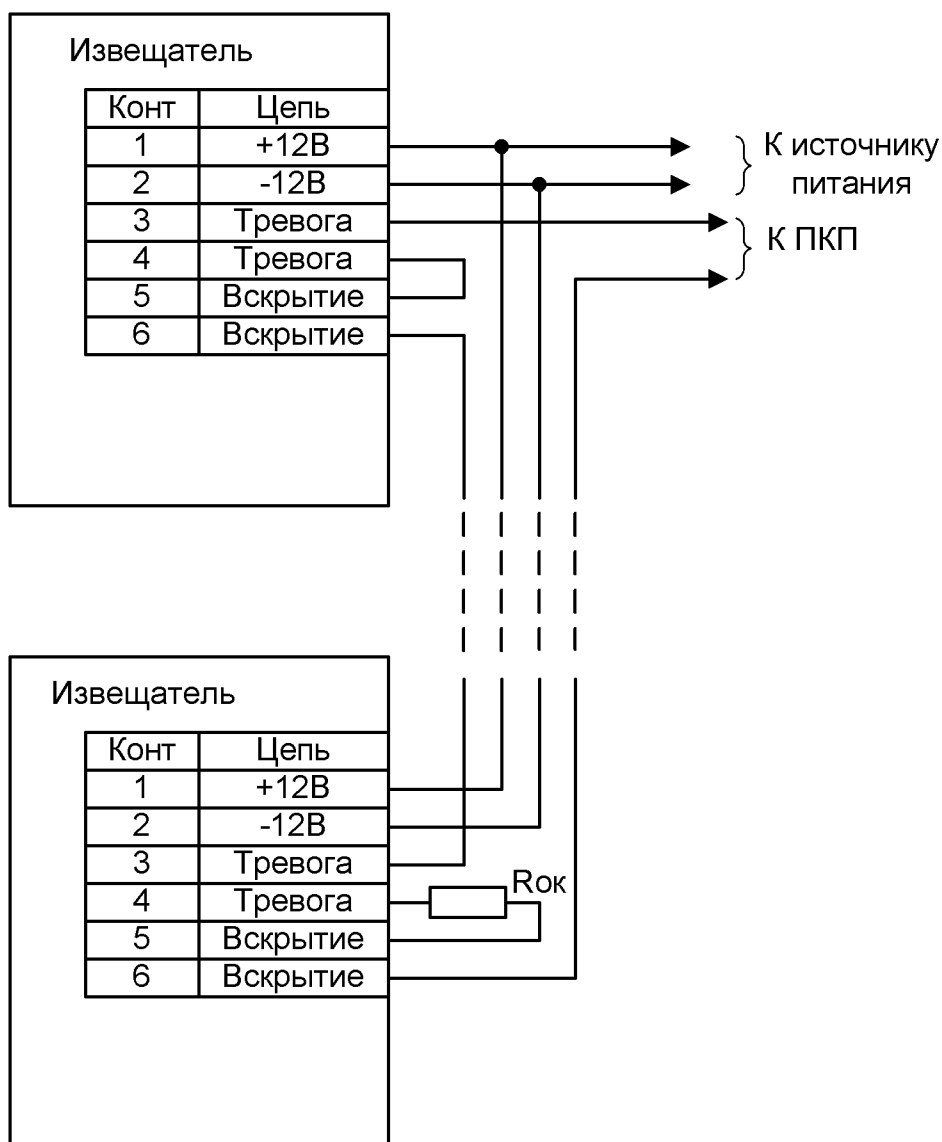 Извещатель
Конт Цепь
1 +12В
2 -12В
3 Тревога
4 Тревога
5 Вскрытие
6 Вскрытие
К источнику
питания
К ПКП
Извещатель
Конт Цепь
1 +12В
2 -12В
3 Тревога
4 Тревога
5 Вскрытие
6 Вскрытие
Rок